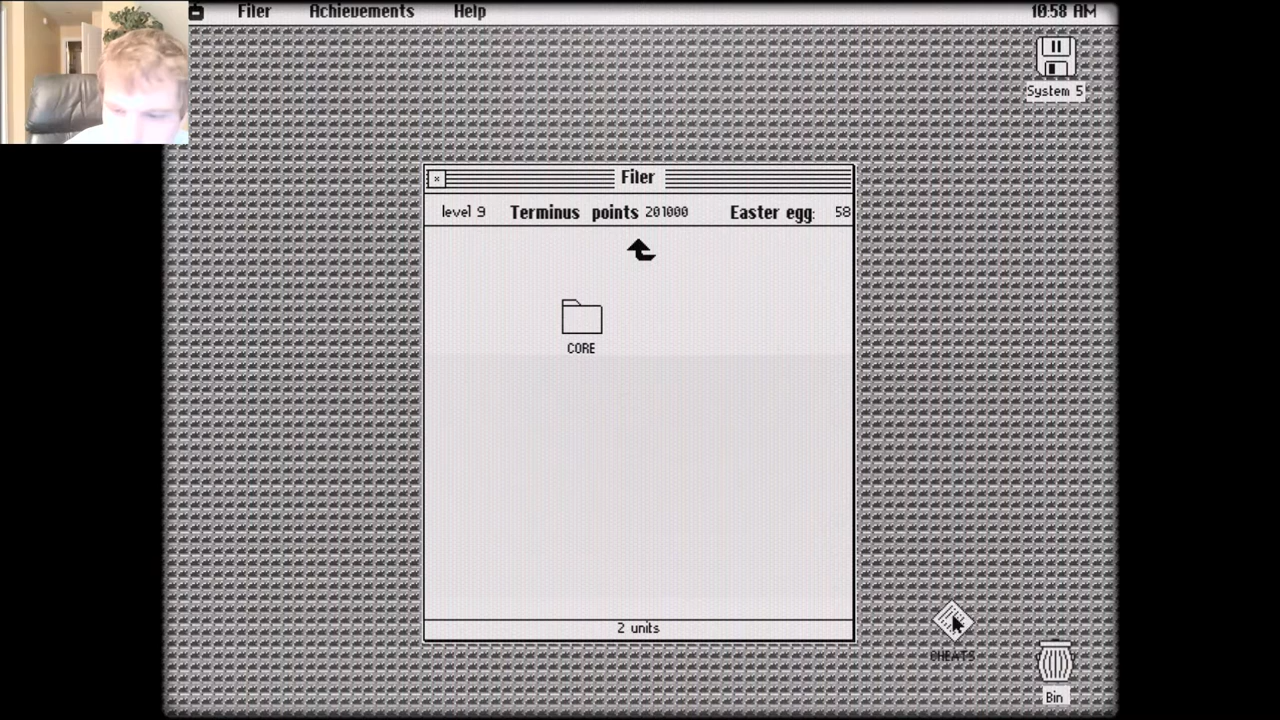 Filer Achievements Help 10:58 AM
System 5
Filer
level 9 Terminus points 201000 Easter egg: 58
CORE
2 units
CHEATS
Bin